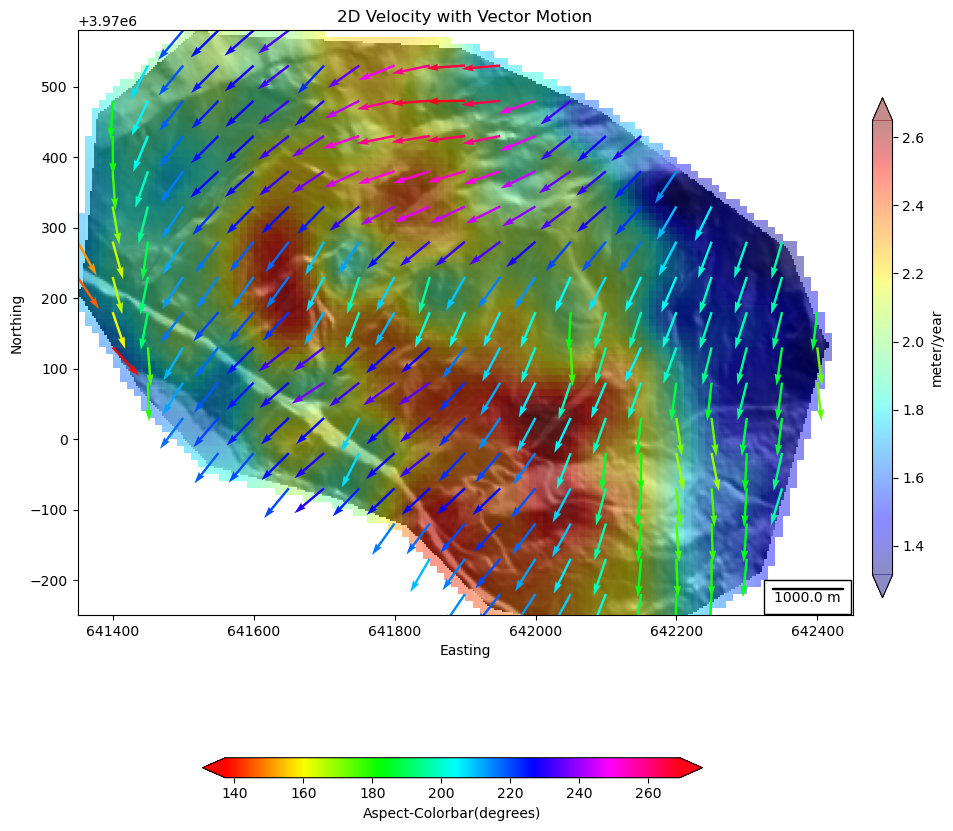 2D Velocity with Vector Motion
+3.97e6
500
400
300
200
100
0
−100
−200
Northing
641400 641600 641800 642000 642200 642400
Easting
1000.0 m
2.6
2.4
2.2
2.0
1.8
1.6
1.4
meter/year
140 160 180 200 220 240 260
Aspect-Colorbar(degrees)